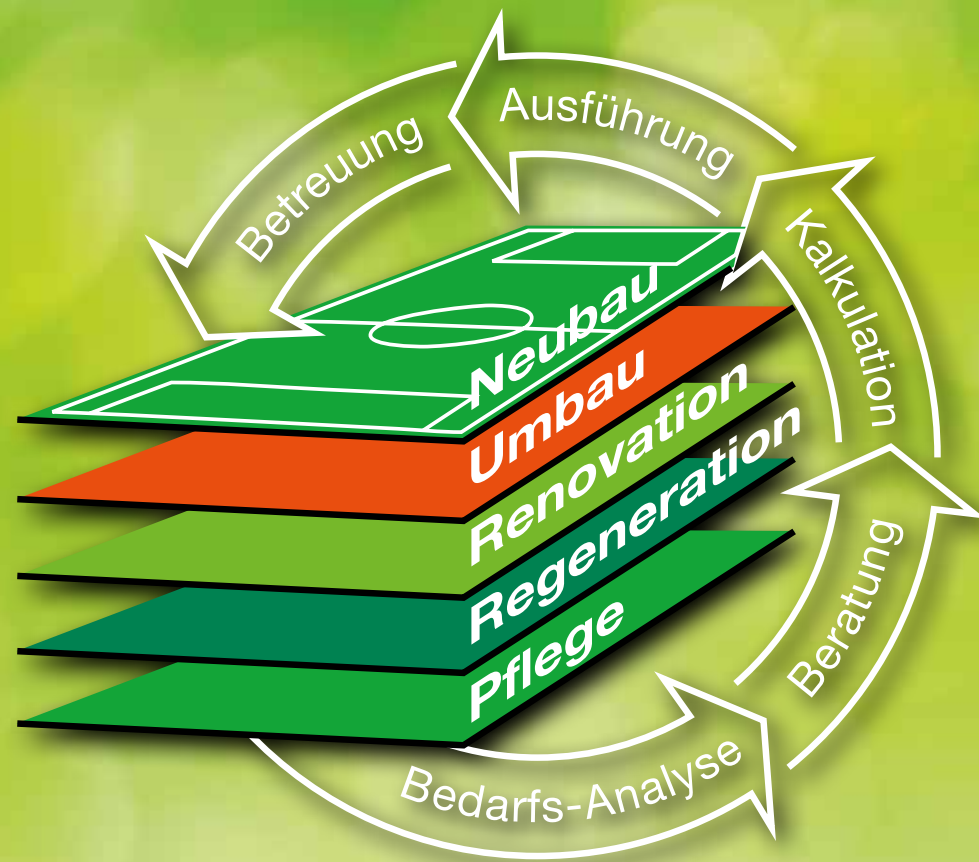 Ausführung
Betreuung
Kalkulation
Neubau
Umbau
Renovation
Regeneration
Pflege
Beratung
Bedarfs-Analyse